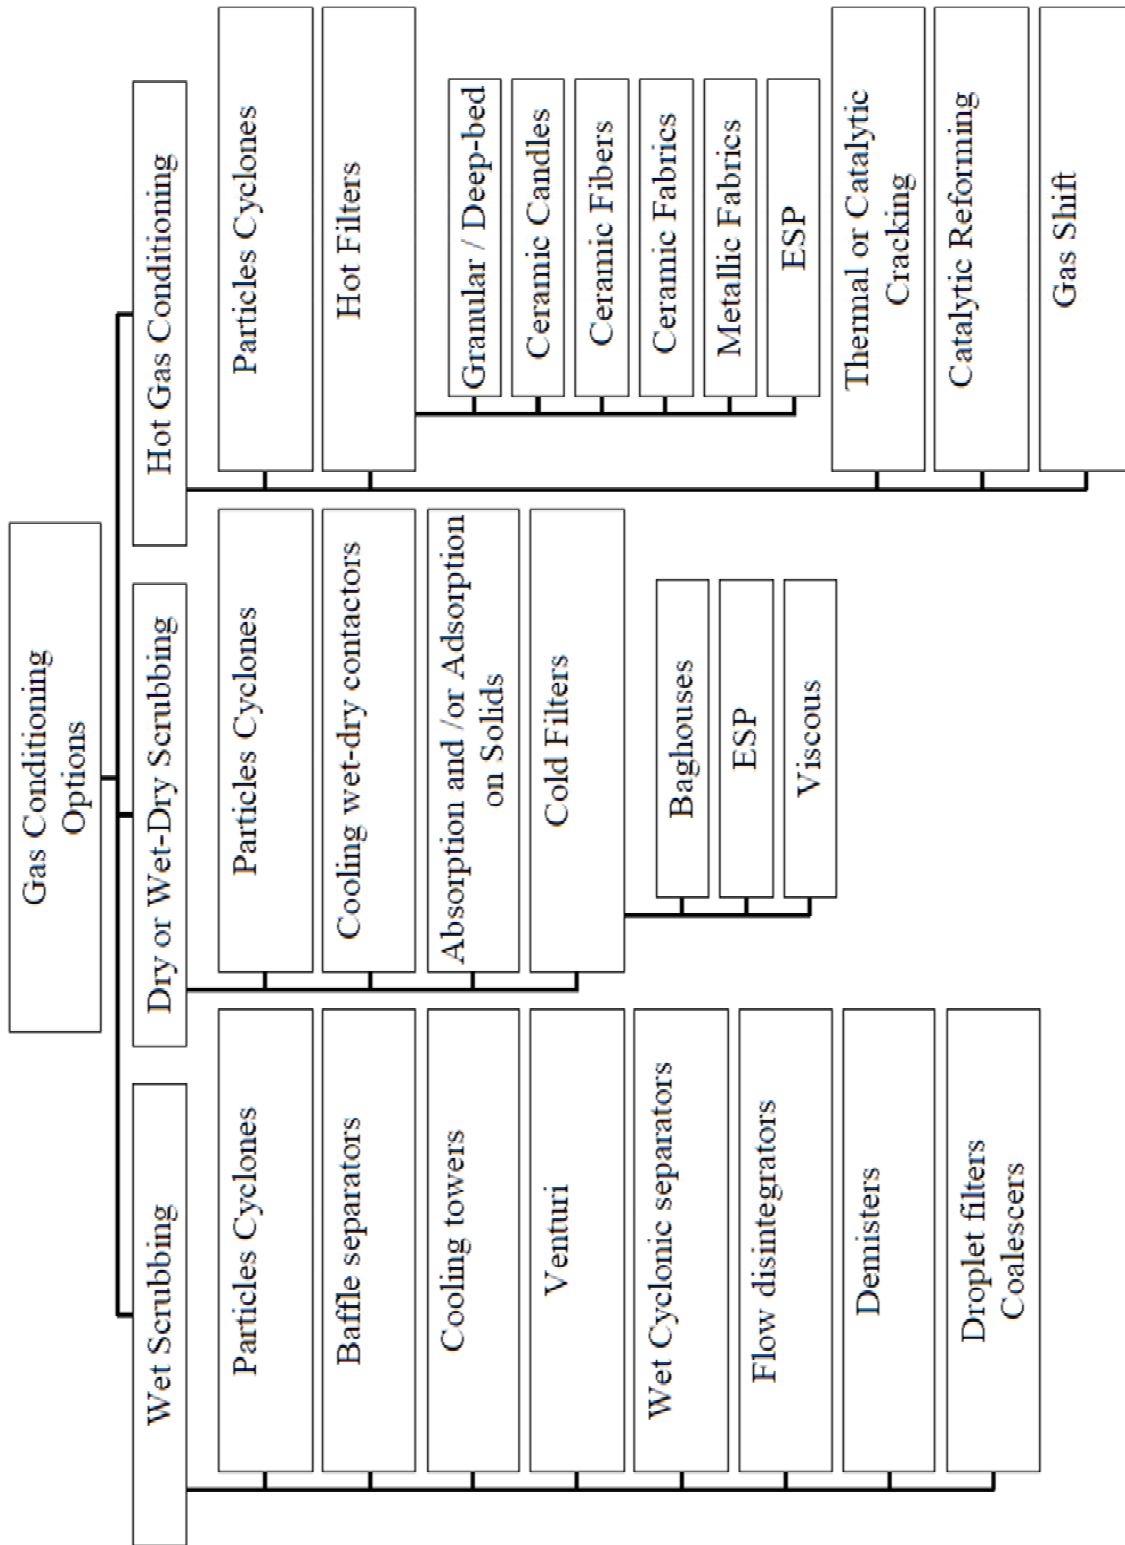 Gas Conditioning
Options
Wet Scrubbing
Particles Cyclones
Baffle separators
Cooling towers
Venturi
Wet Cyclonic separators
Flow disintegrators
Demisters
Droplet filters
Coalescers
Dry or Wet-Dry Scrubbing
Particles Cyclones
Cooling wet-dry contactors
Absorption and /or Adsorption
on Solids
Cold Filters
Baghouses
ESP
Viscous
Hot Gas Conditioning
Particles Cyclones
Hot Filters
Granular / Deep-bed
Ceramic Candles
Ceramic Fibers
Ceramic Fabrics
Metallic Fabrics
ESP
Thermal or Catalytic
Cracking
Catalytic Reforming
Gas Shift